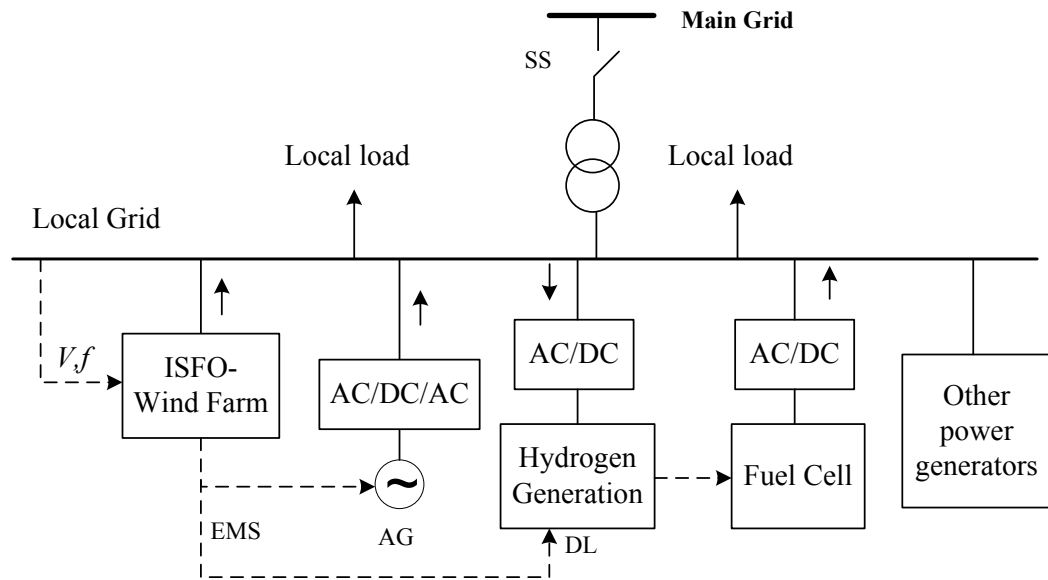 Main Grid
SS
Local load
Local load
Local Grid
V,f
ISFO-
Wind Farm
AC/DC/AC
AC/DC
AC/DC
Other
power
generators
Hydrogen
Generation
Fuel Cell
~
EMS
AG
DL